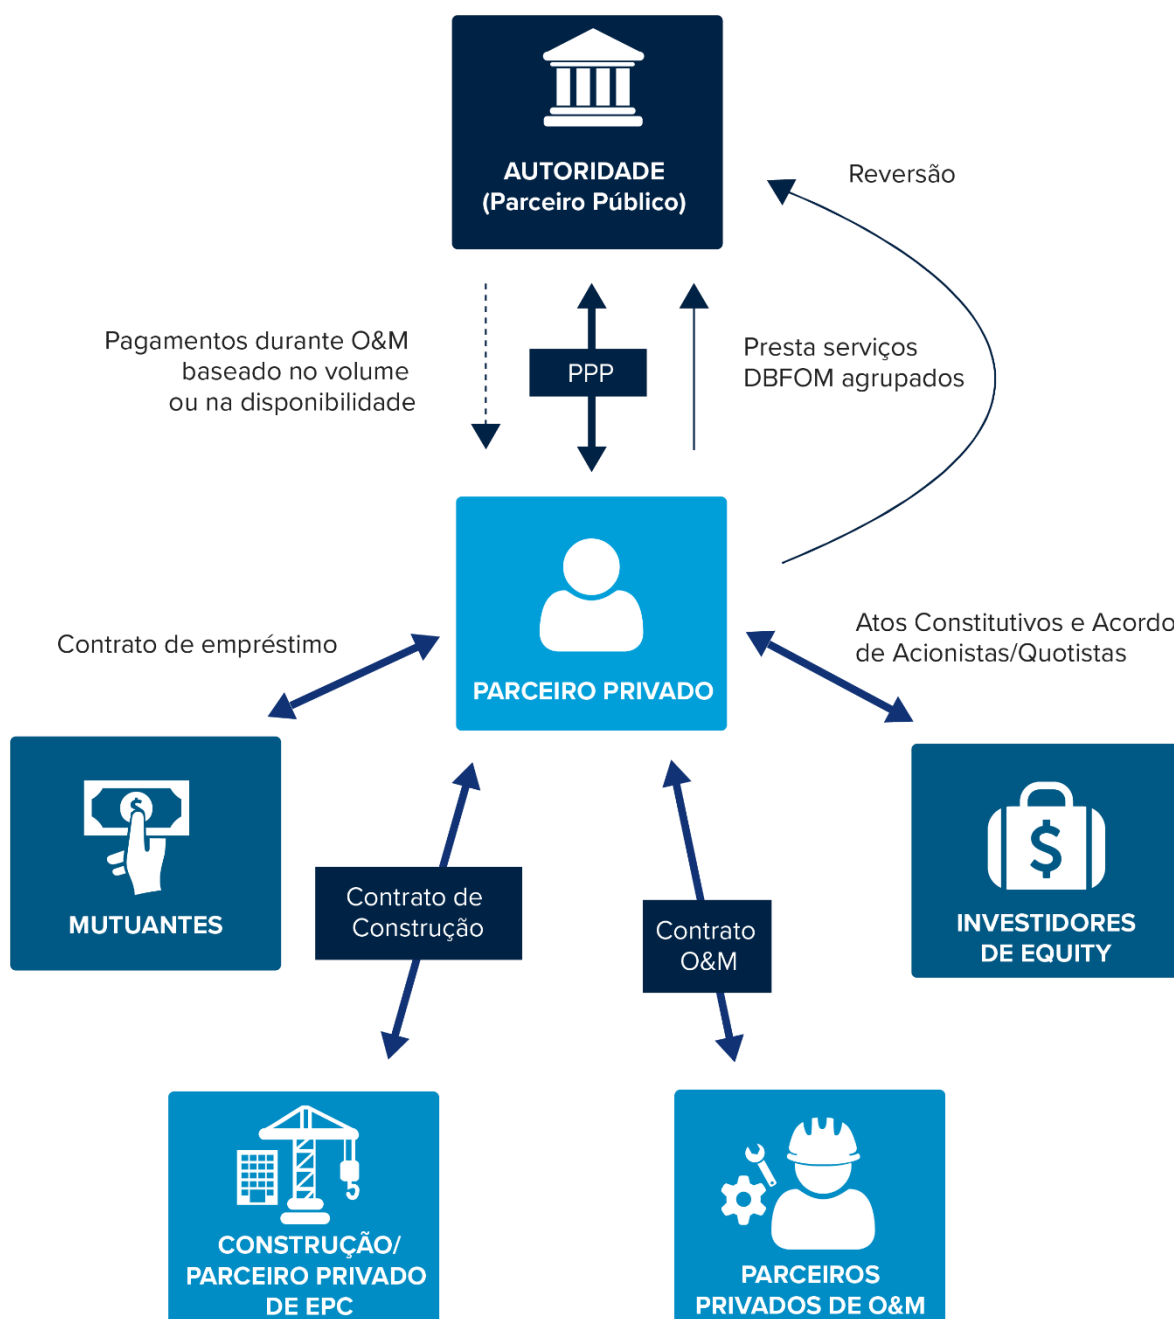 AUTORIDADE
(Parceiro Público)
Reversão
Pagamentos durante O&M
baseado no volume
ou na disponibilidade
PPP
Presta serviços
DBFOM agrupados
PARCEIRO PRIVADO
Contrato de empréstimo
Atos Constitutivos e Acordo
de Acionistas/Quotistas
MUTUANTES
Contrato de
Construção
Contrato
O&M
INVESTIDORES
DE EQUITY
CONSTRUÇÃO/
PARCEIRO PRIVADO
DE EPC
PARCEIROS
PRIVADOS DE O&M